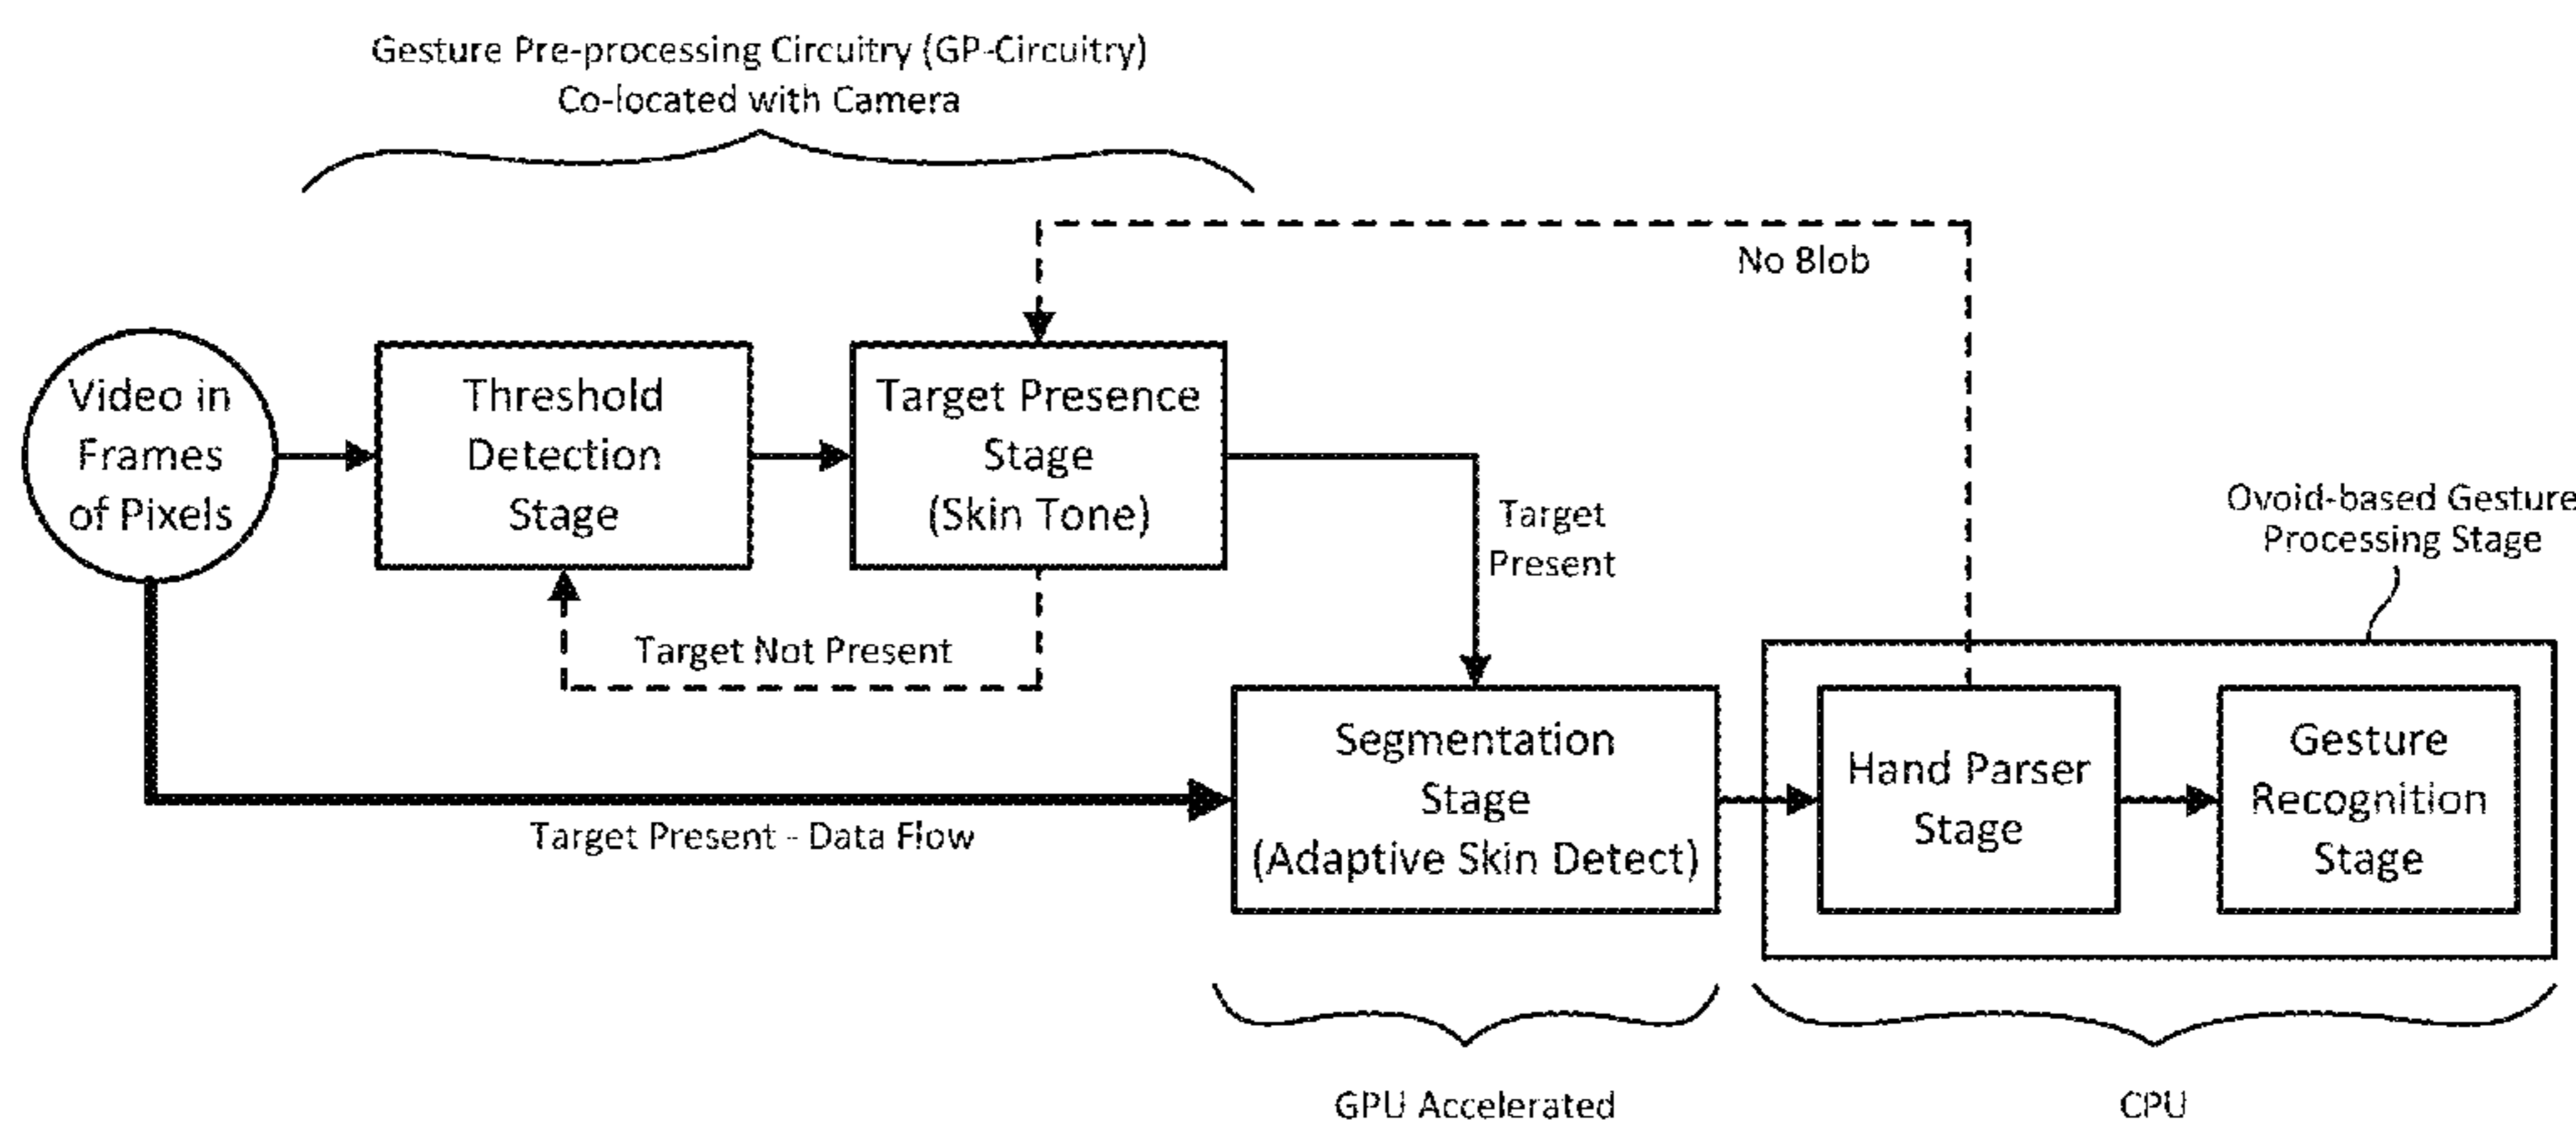 Gesture Pre-processing Circuitry (GP-Circuitry)
Co-located with Camera
No Blob
Video in
Frames
of Pixels
Threshold
Detection
Stage
Target Presence
Stage
(Skin Tone)
Target
Present
Ovoid-based Gesture
Processing Stage
Target Not Present
Target Present - Data Flow
Segmentation
Stage
(Adaptive Skin Detect)
Hand Parser
Stage
Gesture
Recognition
Stage
GPU Accelerated
CPU